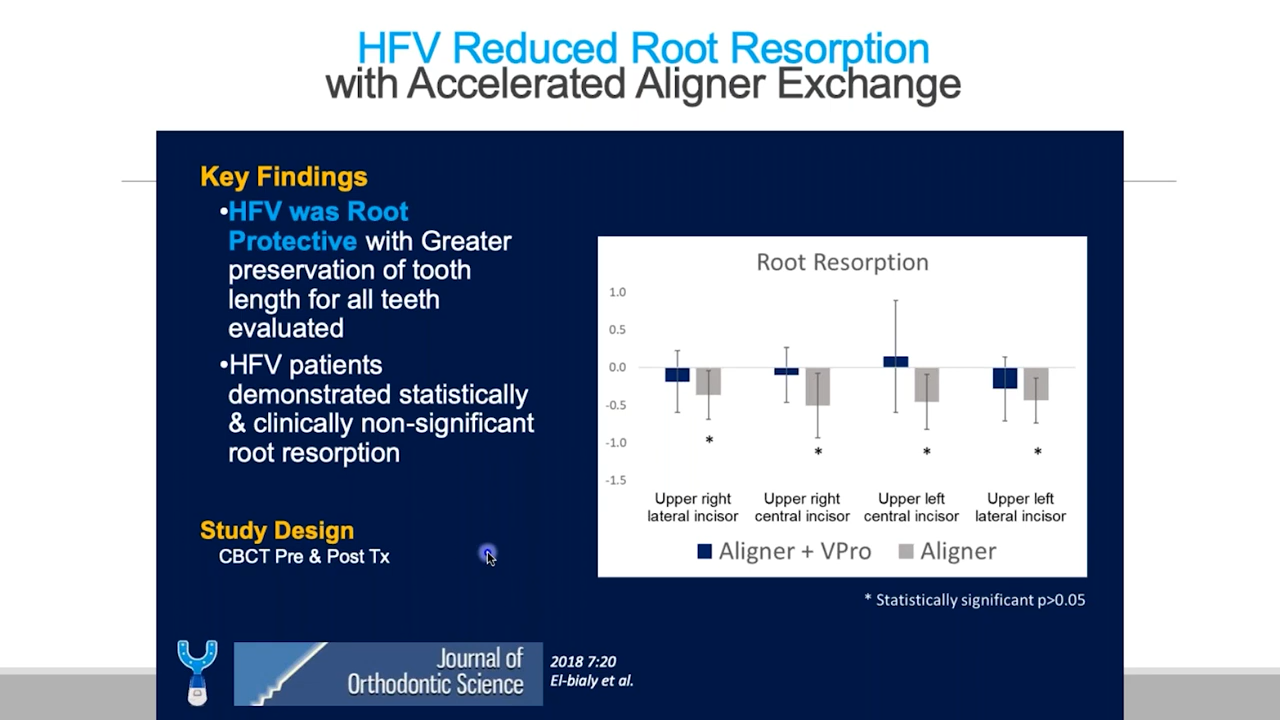 HFV Reduced Root Resorption
with Accelerated Aligner Exchange
Key Findings
•HFV was Root
Protective with Greater
preservation of tooth
length for all teeth
evaluated
•HFV patients
demonstrated statistically
& clinically non-significant
root resorption
Study Design
CBCT Pre & Post Tx
Root Resorption
1.0
0.5
0.0
-0.5
-1.0
-1.5
*
*
*
*
Upper right
lateral incisor
Upper right
central incisor
Upper left
central incisor
Upper left
lateral incisor
Aligner + VPro
Aligner
* Statistically significant p>0.05
Journal of
Orthodontic Science
2018 7:20
El-bialy et al.